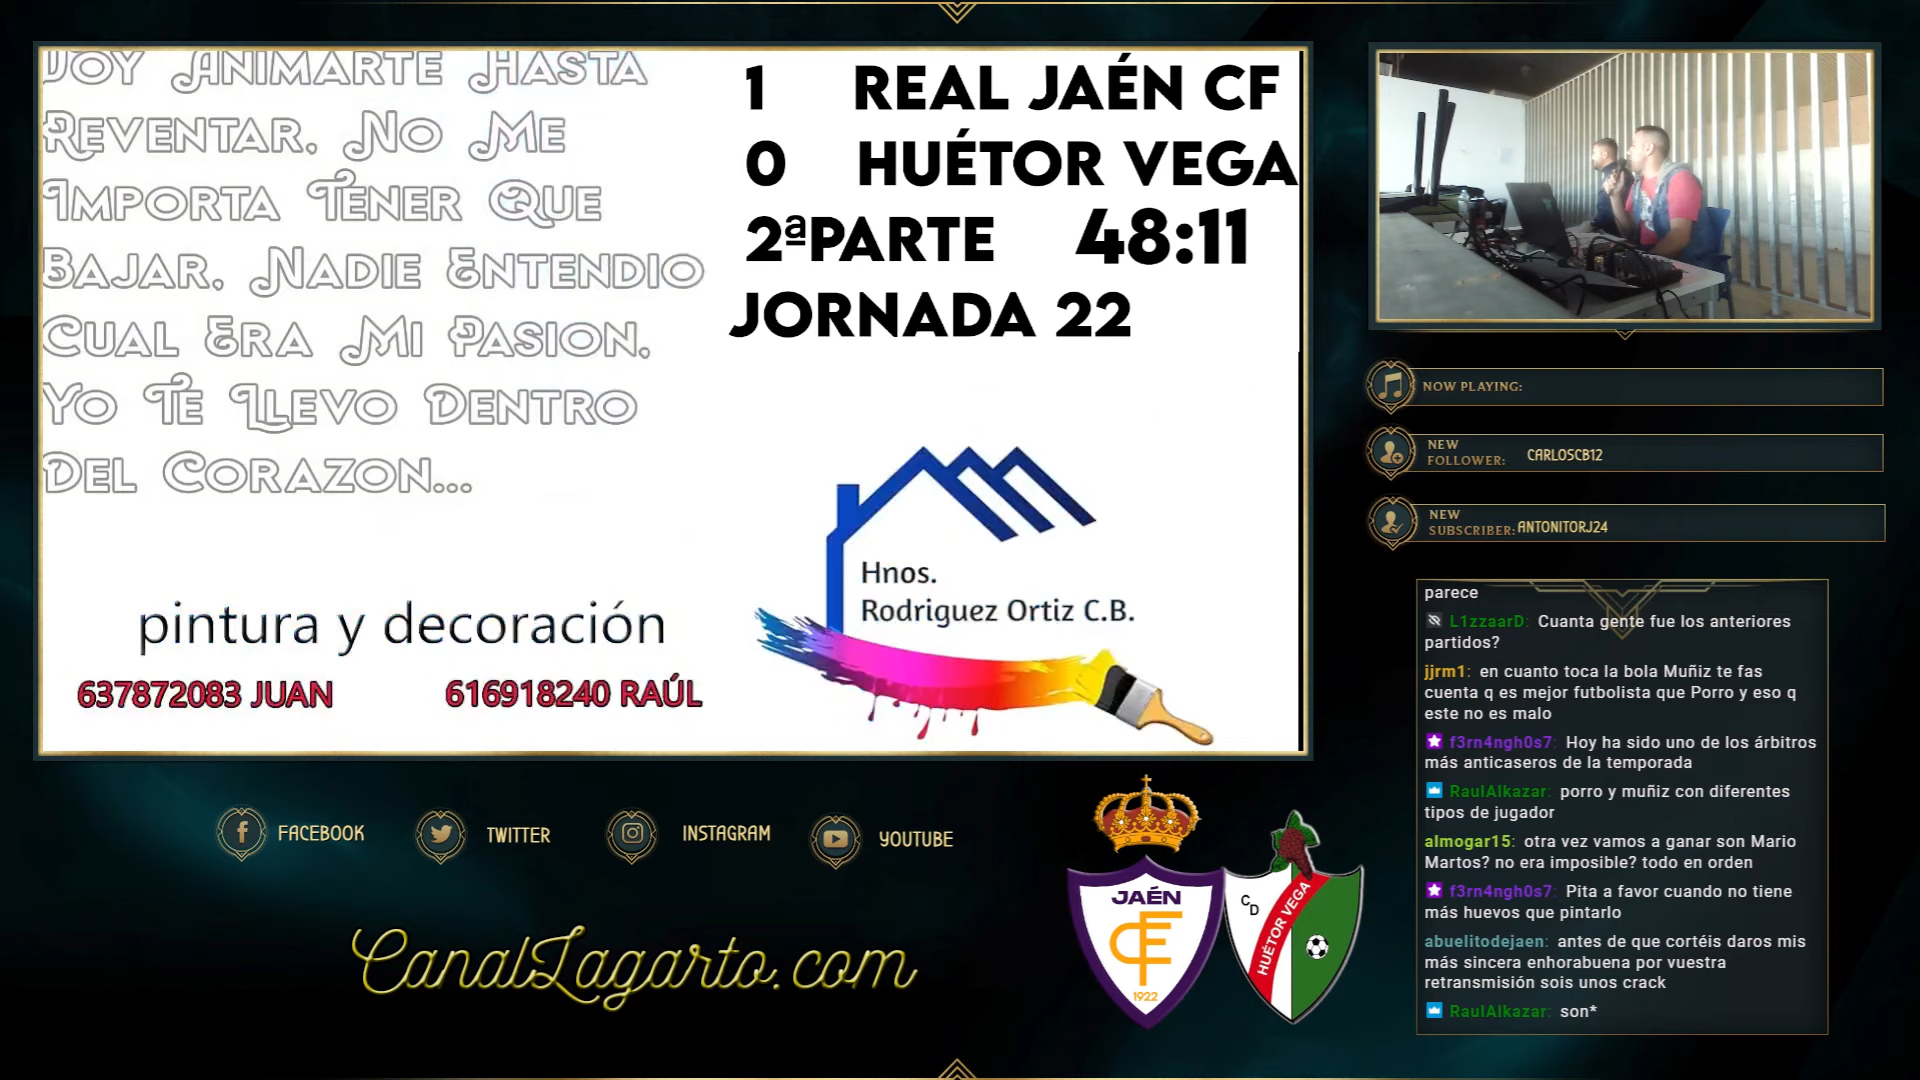 Voy Animarte Hasta
Reventar. No Me
Importa Tener Que
Bajar. Nadie Entendio
Cual Era Mi Pasion.
Yo Te Llevo Dentro
Del Corazon...
1 REAL JAÉN CF
0 HUÉTOR VEGA
2ªPARTE 48:11
JORNADA 22
Hnos.
Rodriguez Ortiz C.B.
pintura y decoración
637872083 JUAN 616918240 RAÚL
NOW PLAYING:
NEW
FOLLOWER: CARLOSCB12
NEW
SUBSCRIBER: ANTONITORJ24
parece
L1zzaarD: Cuanta gente fue los anteriores
partidos?
jjrm1: en cuanto toca la bola Muñiz te fas
cuenta q es mejor futbolista que Porro y eso q
este no es malo
f3rn4ngh0s7: Hoy ha sido uno de los árbitros
más anticaseros de la temporada
RaulAlkazar: porro y muñiz con diferentes
tipos de jugador
almogar15: otra vez vamos a ganar son Mario
Martos? no era imposible? todo en orden
f3rn4ngh0s7: Pita a favor cuando no tiene
más huevos que pintarlo
abuelitodejaen: antes de que cortéis daros mis
más sincera enhorabuena por vuestra
retransmisión sois unos crack
RaulAlkazar: son*
FACEBOOK
TWITTER
INSTAGRAM
YOUTUBE
CanalLagarto.com
JAÉN
CF
1922
CD
HUÉTOR VEGA